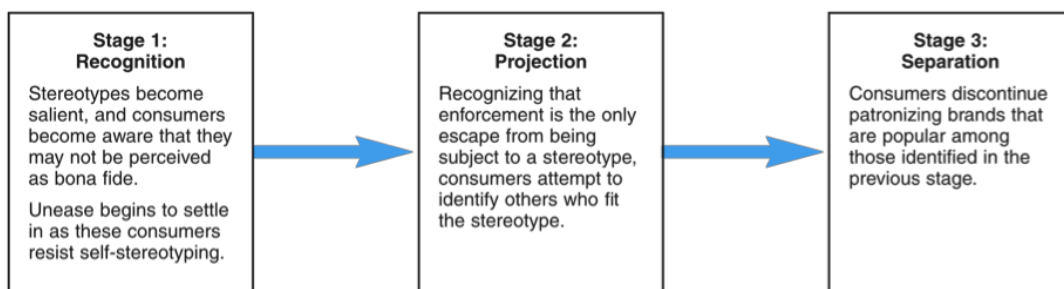 Stage 1:
Recognition
Stereotypes become
salient, and consumers
become aware that they
may not be perceived
as bona fide.
Unease begins to settle
in as these consumers
resist self-stereotyping.
Stage 2:
Projection
Recognizing that
enforcement is the only
escape from being
subject to a stereotype,
consumers attempt to
identify others who fit
the stereotype.
Stage 3:
Separation
Consumers discontinue
patronizing brands that
are popular among
those identified in the
previous stage.